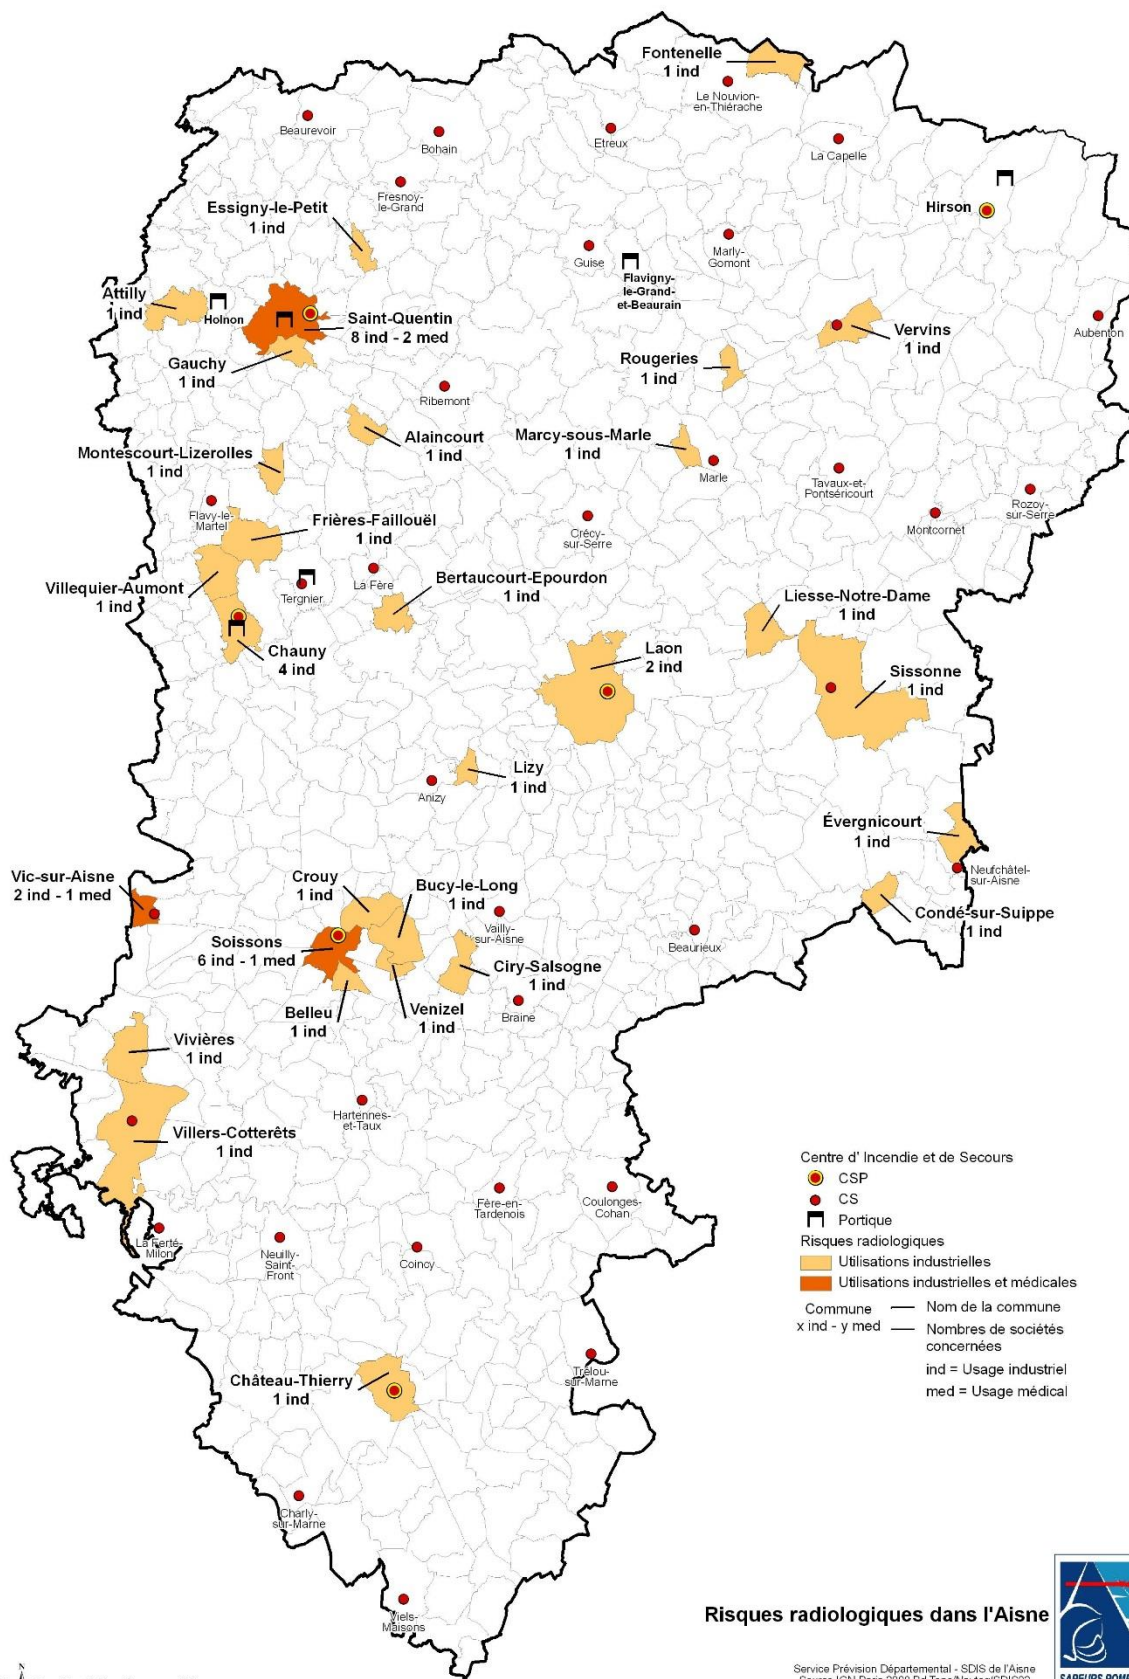 Fontenelle
1 ind
Le Nouvion-
en-Thiérache
Beaurevoir
Bohain
Etreux
La Capelle
Fresnoy-
le-Grand
Hirson
Essigny-le-Petit
1 ind
Guise
Marly-
Gomont
Flavigny-
le-Grand-
et-Beaurain
Attilly
1 ind
Holnon
Saint-Quentin
8 ind - 2 med
Vervins
1 ind
Aubenton
Gauchy
1 ind
Rougeries
1 ind
Ribemont
Alaincourt
1 ind
Marcy-sous-Marle
1 ind
Montescourt-Lizerolles
1 ind
Marle
Tavaux-et-
Pontséricourt
Rozoy-
sur-Serre
Flavy-le-
Martel
Frières-Faillouël
1 ind
Crécy-
sur-Serre
Montcornet
Villequier-Aumont
1 ind
Tergnier
La Fère
Bertaucourt-Epourdon
1 ind
Liesse-Notre-Dame
1 ind
Chauny
4 ind
Laon
2 ind
Sissonne
1 ind
Lizy
1 ind
Anizy
Évergnicourt
1 ind
Neufchâtel-
sur-Aisne
Vic-sur-Aisne
2 ind - 1 med
Crouy
1 ind
Bucy-le-Long
1 ind
Vailly-
sur-Aisne
Condé-sur-Suippe
1 ind
Beaurieux
Soissons
6 ind - 1 med
Ciry-Salsogne
1 ind
Belleu
1 ind
Venizel
1 ind
Braine
Vivières
1 ind
Hartennes-
et-Taux
Villers-Cotterêts
1 ind
Fère-en-
Tardenois
Coulonges-
Cohan
La Ferté-
Milon
Neuilly-
Saint-
Front
Coincy
Centre d' Incendie et de Secours
CSP
CS
Portique
Risques radiologiques
Utilisations industrielles
Utilisations industrielles et médicales
Commune
x ind - y med
Nom de la commune
Nombres de sociétés
concernées
ind = Usage industriel
med = Usage médical
Trélou-
sur-Marne
Château-Thierry
1 ind
Charly-
sur-Marne
Viels-
Maisons
Risques radiologiques dans l'Aisne
Service Prévision Départemental - SDIS de l'Aisne
N